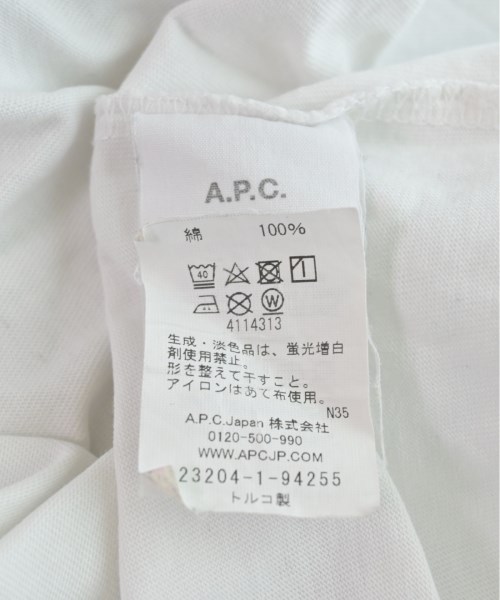 A.P.C.
綿 100%
40
W
4114313
生成・淡色品は、蛍光増白
剤使用禁止。
形を整えて干すこと。
アイロンはあて布使用。
N35
A.P.C.Japan 株式会社
0120-500-990
WWW.APCJP.COM
23204-1-94255
トルコ製